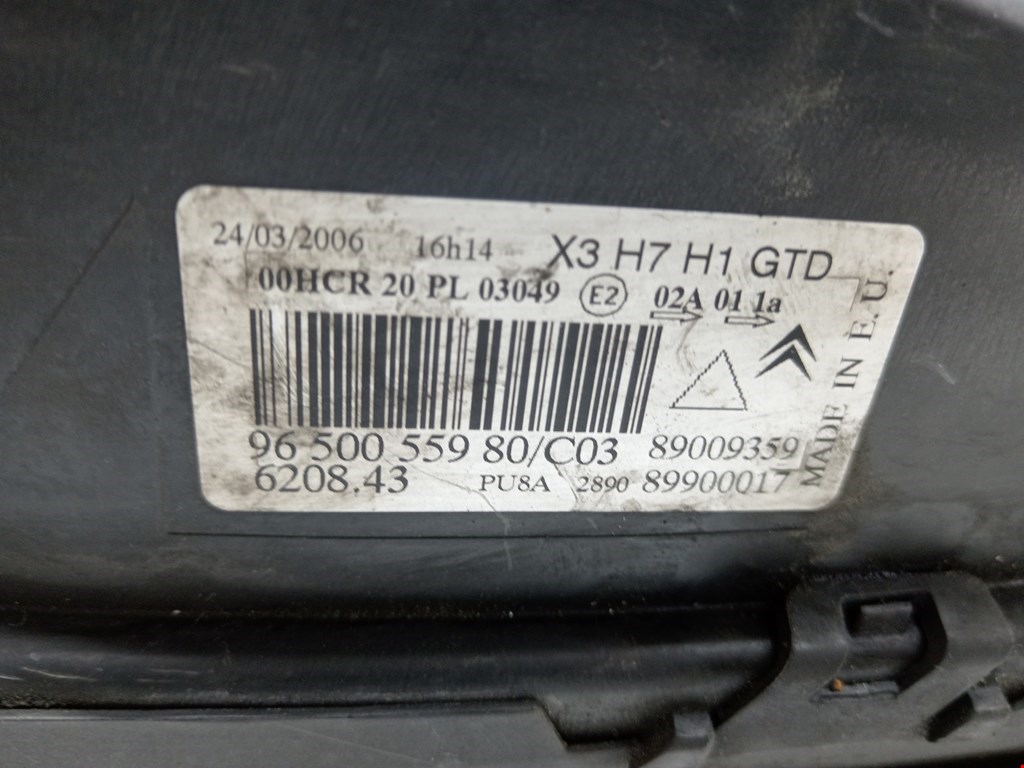 24/03/2006 16h14 X3 H7 H1 GTD
00HCR 20 PL 03049 E2 02A 01 1a
96 500 559 80/C03 89009359
6208.43 PU8A 2890 89900017
MADE IN E.U.